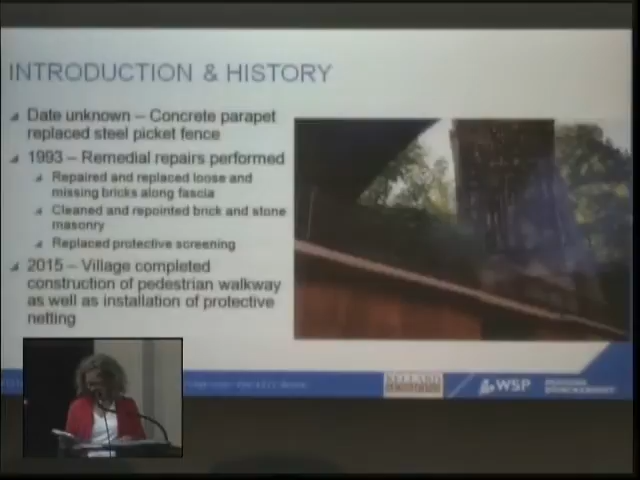 INTRODUCTION & HISTORY
Date unknown – Concrete parapet
replaced steel picket fence
1993 – Remedial repairs performed
Repaired and replaced loose and
missing bricks along fascia
Cleaned and repointed brick and stone
masonry
Replaced protective screening
2015 – Village completed
construction of pedestrian walkway
as well as installation of protective
netting
WSP